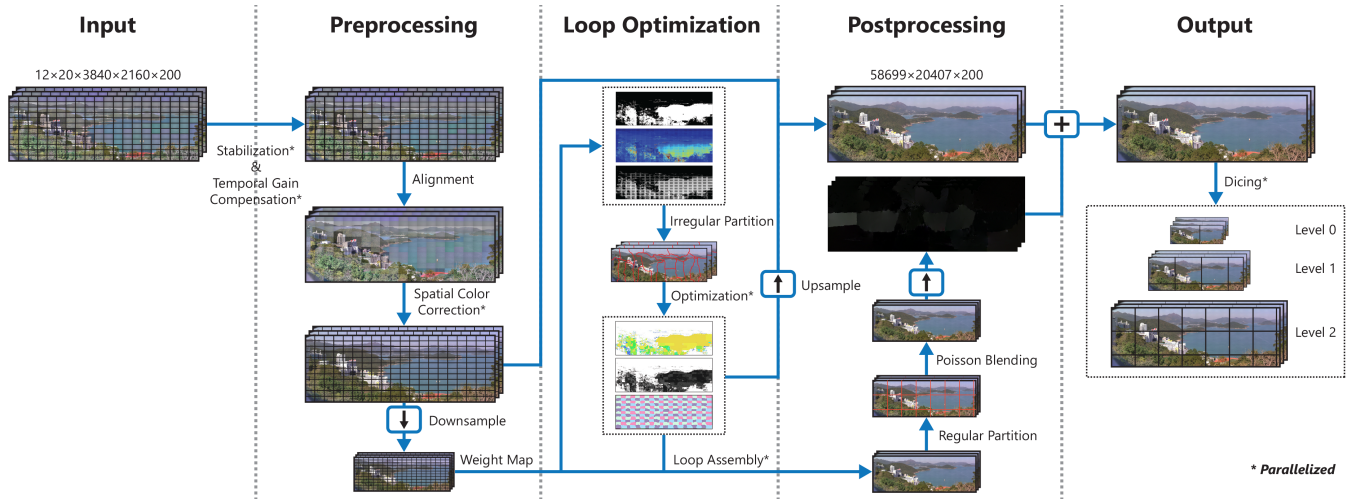 Input
Preprocessing
Loop Optimization
Postprocessing
Output
12×20×3840×2160×200
Stabilization*
&
Temporal Gain
Compensation*
Alignment
Spatial Color
Correction*
Downsample
Weight Map
Irregular Partition
Optimization*
Loop Assembly*
Upsample
58699×20407×200
Poisson Blending
Regular Partition
Dicing*
Level 0
Level 1
Level 2
* Parallelized